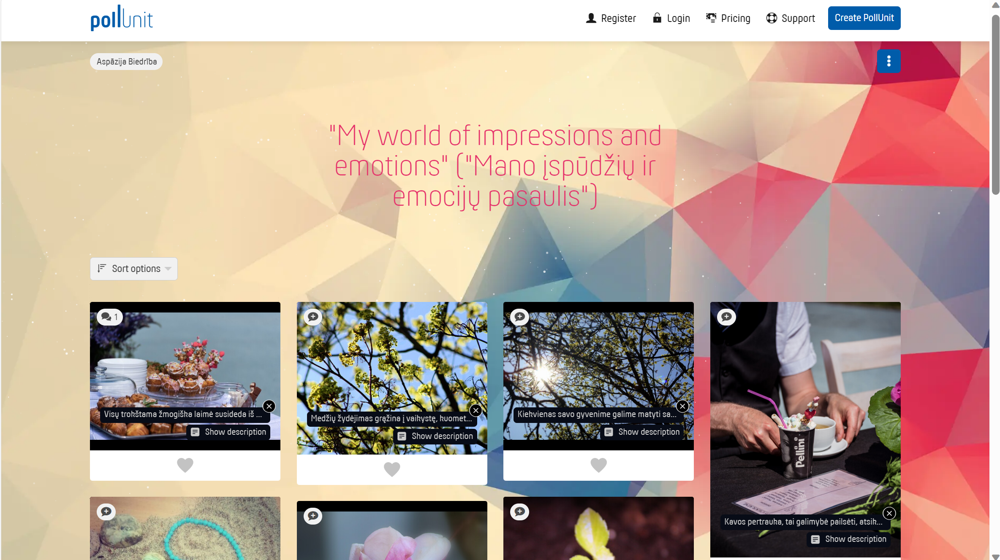 pollunit
Register
Login
Pricing
Support
Create PollUnit
Aspāzija Biedrība
"My world of impressions and
emotions" ("Mano įspūdžių ir
emocijų pasaulis")
Sort options
1
Visų trokštama žmogiška laimė susideda iš ...
Show description
Medžių žydėjimas grąžina į vaikystę, kuomet...
Show description
Kiekvienas savo gyvenime galime matyti sa...
Show description
Pellini
Kavos pertrauka, tai galimybė pailsėti, atsik...
Show description